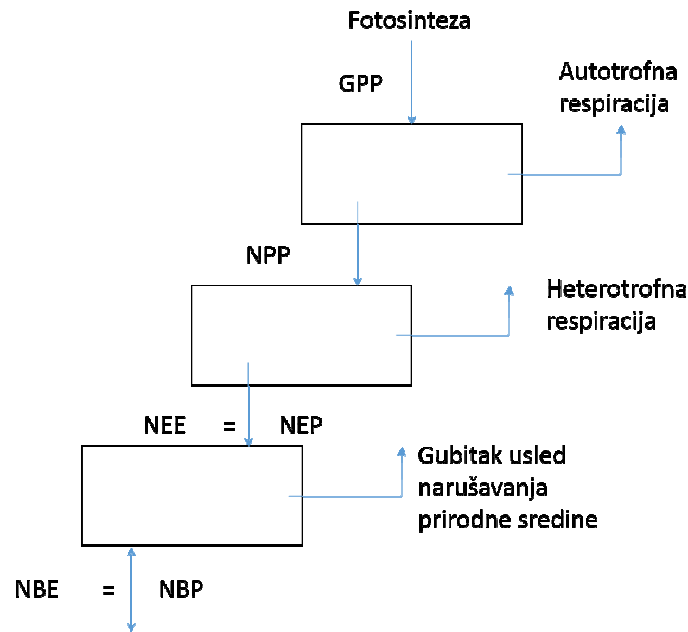 Fotosinteza
GPP
Autotrofna
respiracija
NPP
Heterotrofna
respiracija
NEE = NEP
Gubitak usled
narušavanja
prirodne sredine
NBE = NBP